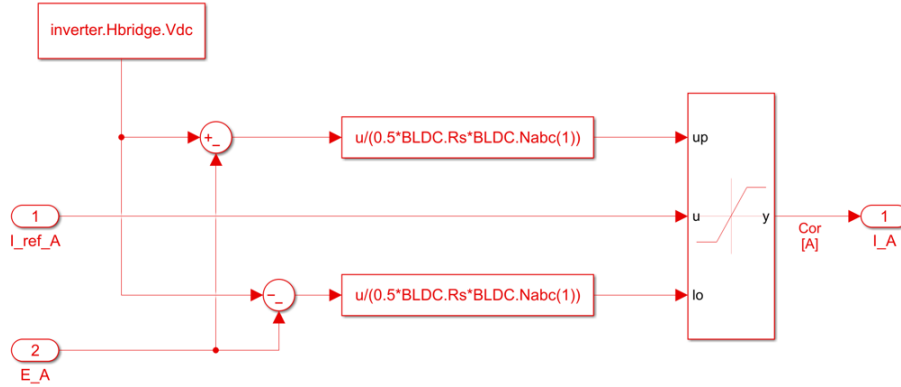 inverter.Hbridge.Vdc
+
−
u/(0.5*BLDC.Rs*BLDC.Nabc(1))
up
1
I_ref_A
u
y
Cor
[A]
1
I_A
−
−
u/(0.5*BLDC.Rs*BLDC.Nabc(1))
lo
2
E_A